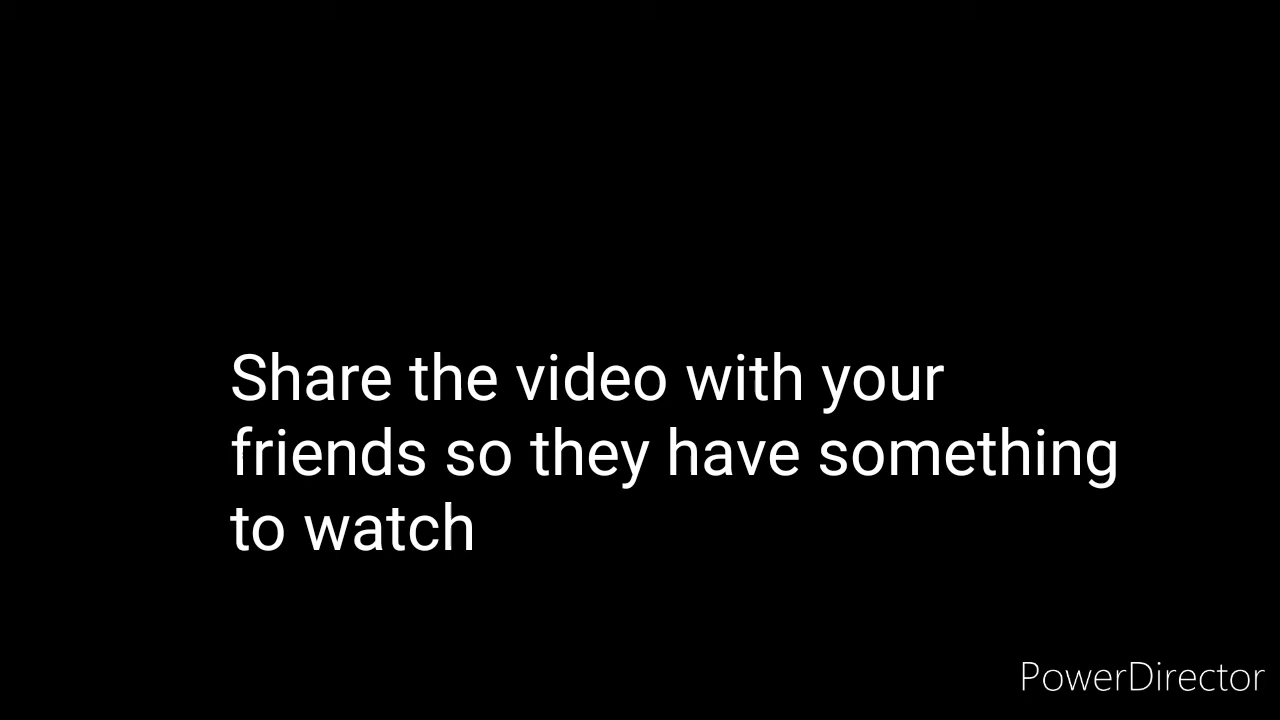 Share the video with your
friends so they have something
to watch
PowerDirector